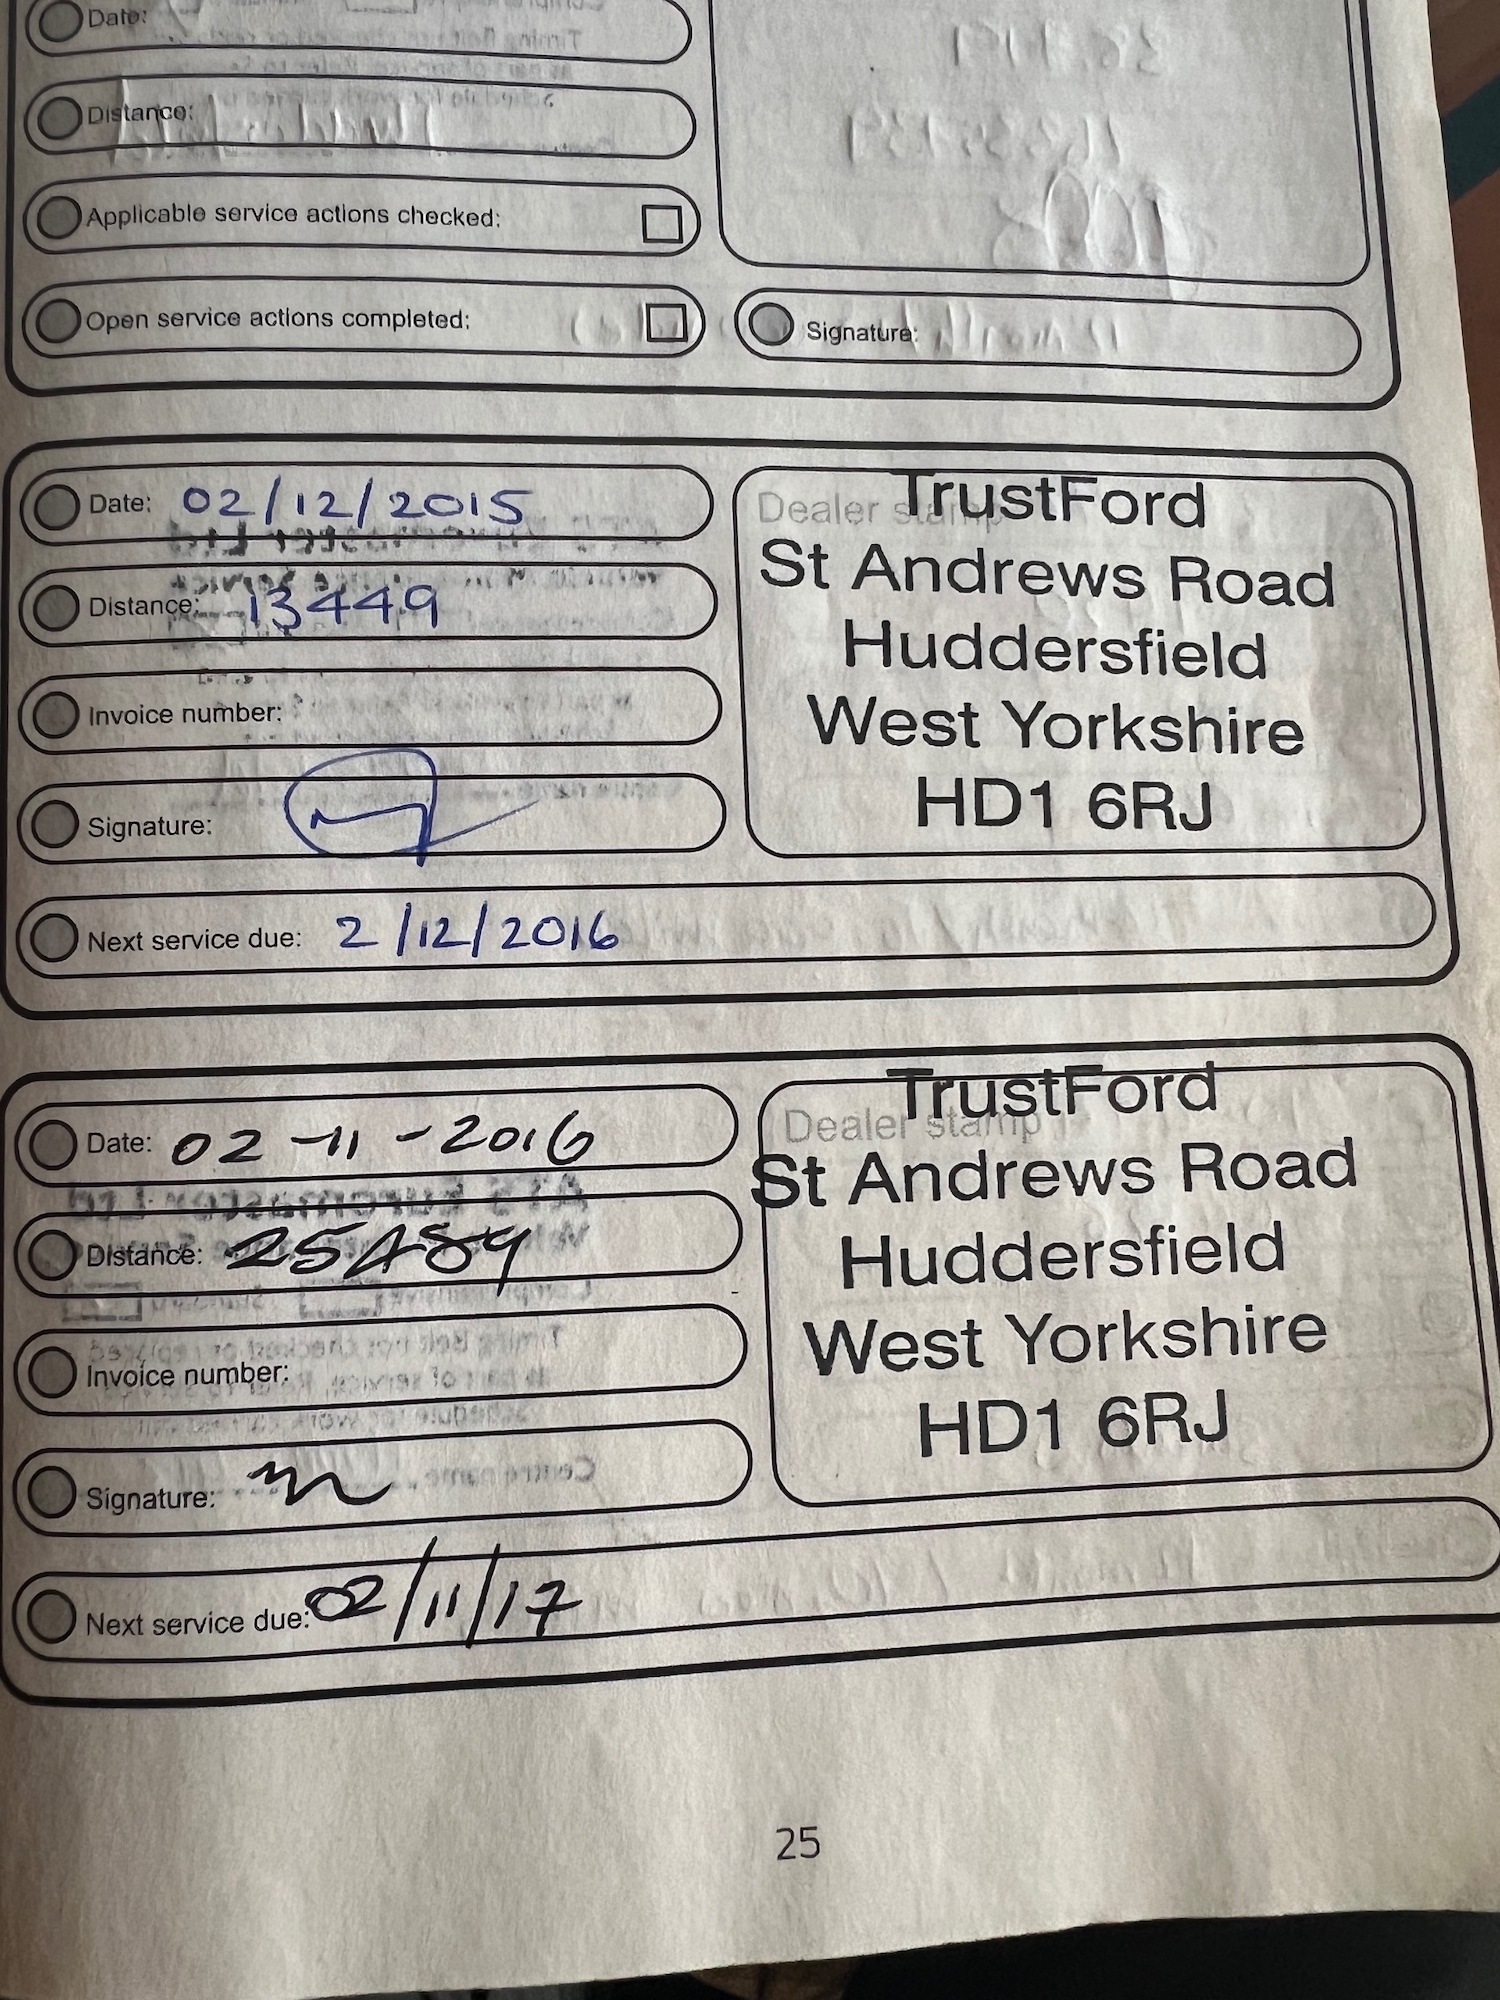 Date:
Distance:
Applicable service actions checked:
Open service actions completed:
Signature:
Date: 02/12/2015
Distance: 13449
Invoice number:
Signature:
Next service due: 2/12/2016
Dealer stamp
TrustFord
St Andrews Road
Huddersfield
West Yorkshire
HD1 6RJ
Date: 02-11-2016
Distance: 25489
Invoice number:
Signature:
Next service due: 02/11/17
Dealer stamp
TrustFord
St Andrews Road
Huddersfield
West Yorkshire
HD1 6RJ
25